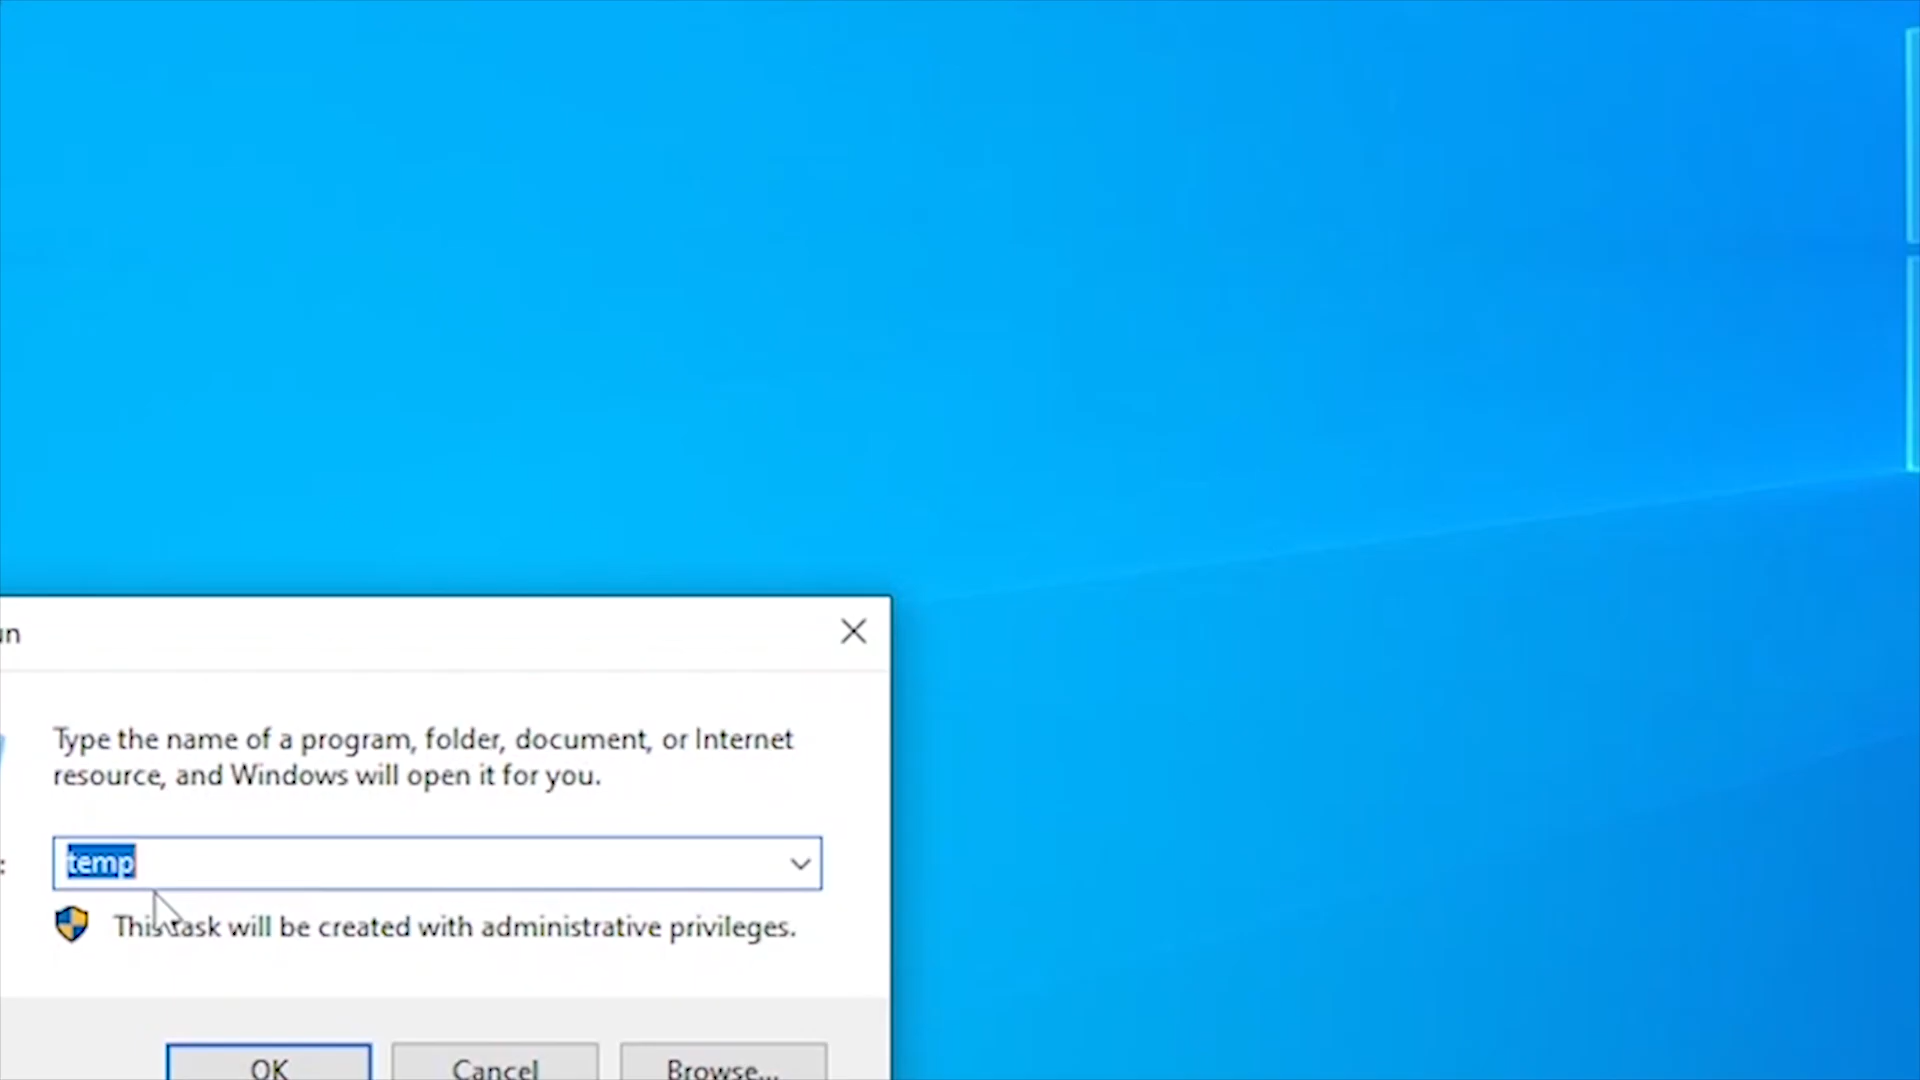 un
Type the name of a program, folder, document, or Internet
resource, and Windows will open it for you.
: temp
This task will be created with administrative privileges.
OK Cancel Browse...